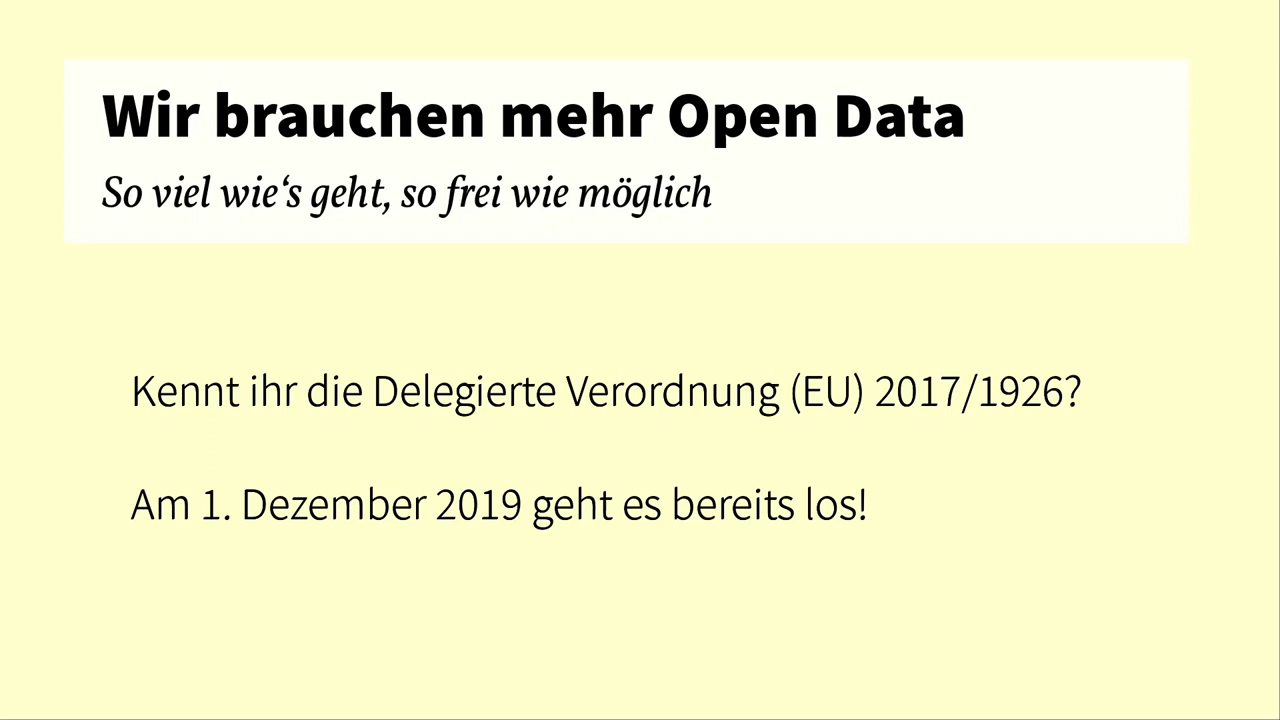 Wir brauchen mehr Open Data
So viel wie‘s geht, so frei wie möglich
Kennt ihr die Delegierte Verordnung (EU) 2017/1926?
Am 1. Dezember 2019 geht es bereits los!